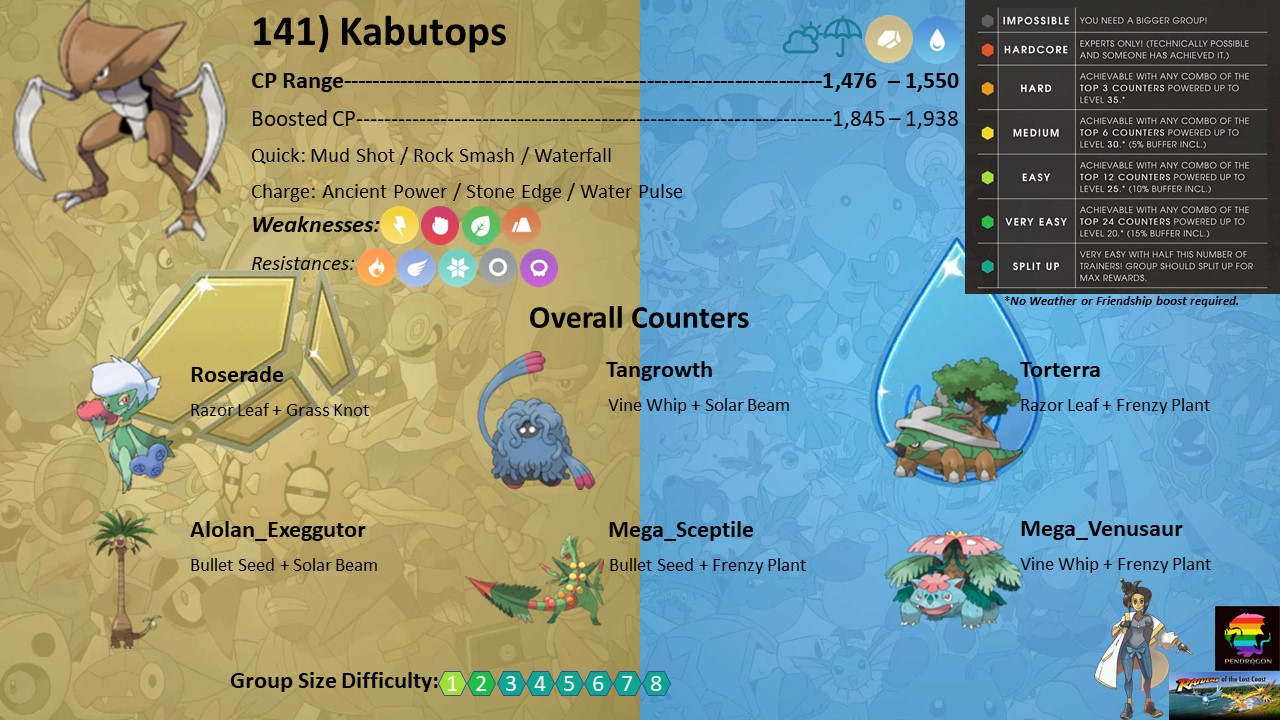 141) Kabutops
CP Range--------------------------------------------------------------------1,476 – 1,550
Boosted CP--------------------------------------------------------------------1,845 – 1,938
Quick: Mud Shot / Rock Smash / Waterfall
Charge: Ancient Power / Stone Edge / Water Pulse
Weaknesses:
Resistances:
IMPOSSIBLE YOU NEED A BIGGER GROUP!
HARDCORE EXPERTS ONLY! (TECHNICALLY POSSIBLE
AND SOMEONE HAS ACHIEVED IT.)
HARD ACHIEVABLE WITH ANY COMBO OF THE
TOP 3 COUNTERS POWERED UP TO
LEVEL 35.*
MEDIUM ACHIEVABLE WITH ANY COMBO OF THE
TOP 6 COUNTERS POWERED UP TO
LEVEL 30.* (5% BUFFER INCL.)
EASY ACHIEVABLE WITH ANY COMBO OF THE
TOP 12 COUNTERS POWERED UP TO
LEVEL 25.* (10% BUFFER INCL.)
VERY EASY ACHIEVABLE WITH ANY COMBO OF THE
TOP 24 COUNTERS POWERED UP TO
LEVEL 20.* (15% BUFFER INCL.)
SPLIT UP VERY EASY WITH HALF THIS NUMBER OF
TRAINERS! GROUP SHOULD SPLIT UP FOR
MAX REWARDS.
*No Weather or Friendship boost required.
Overall Counters
Roserade
Razor Leaf + Grass Knot
Tangrowth
Vine Whip + Solar Beam
Torterra
Razor Leaf + Frenzy Plant
Alolan_Exeggutor
Bullet Seed + Solar Beam
Mega_Sceptile
Bullet Seed + Frenzy Plant
Mega_Venusaur
Vine Whip + Frenzy Plant
Group Size Difficulty: 1 2 3 4 5 6 7 8
PENDRAGON
RAIDERS of the Lost Coast